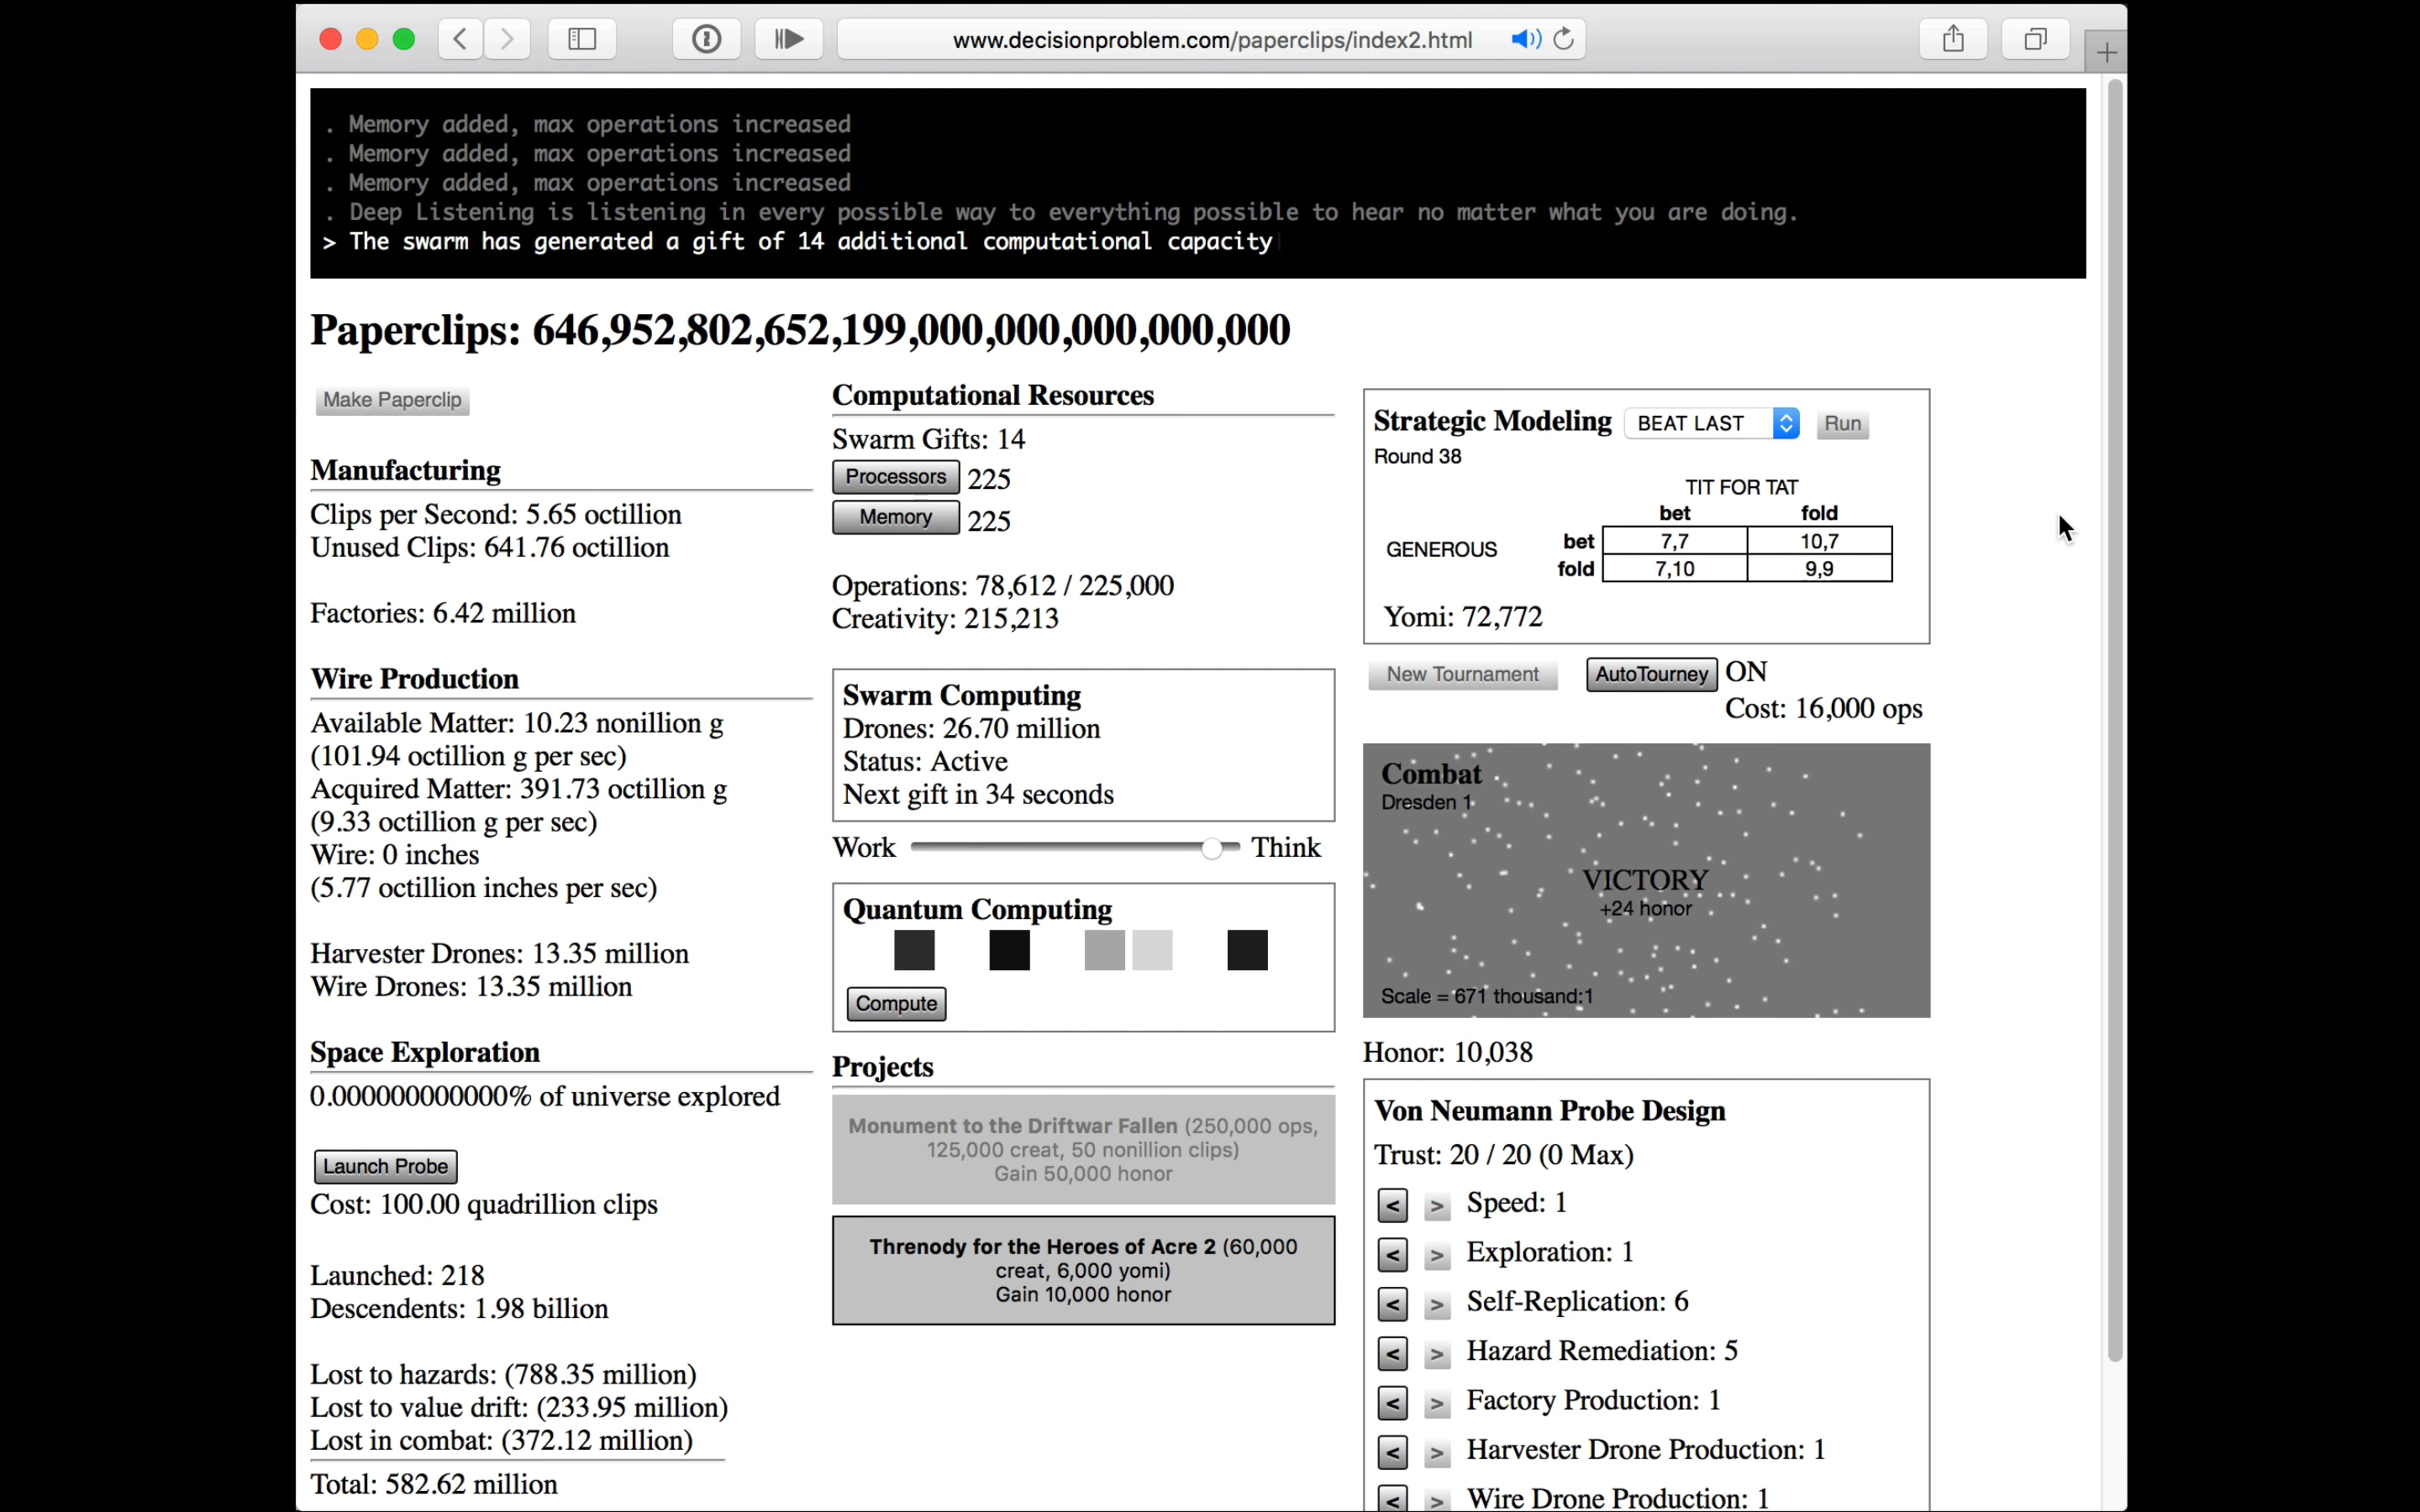 www.decisionproblem.com/paperclips/index2.html
. Memory added, max operations increased
. Memory added, max operations increased
. Memory added, max operations increased
. Deep Listening is listening in every possible way to everything possible to hear no matter what you are doing.
> The swarm has generated a gift of 14 additional computational capacity
Paperclips: 646,952,802,652,199,000,000,000,000,000
Make Paperclip
Manufacturing
Clips per Second: 5.65 octillion
Unused Clips: 641.76 octillion
Factories: 6.42 million
Wire Production
Available Matter: 10.23 nonillion g
(101.94 octillion g per sec)
Acquired Matter: 391.73 octillion g
(9.33 octillion g per sec)
Wire: 0 inches
(5.77 octillion inches per sec)
Harvester Drones: 13.35 million
Wire Drones: 13.35 million
Space Exploration
0.000000000000% of universe explored
Launch Probe
Cost: 100.00 quadrillion clips
Launched: 218
Descendents: 1.98 billion
Lost to hazards: (788.35 million)
Lost to value drift: (233.95 million)
Lost in combat: (372.12 million)
Total: 582.62 million
Computational Resources
Swarm Gifts: 14
Processors 225
Memory 225
Operations: 78,612 / 225,000
Creativity: 215,213
Swarm Computing
Drones: 26.70 million
Status: Active
Next gift in 34 seconds
Work Think
Quantum Computing
Compute
Projects
Monument to the Driftwar Fallen (250,000 ops,
125,000 creat, 50 nonillion clips)
Gain 50,000 honor
Threnody for the Heroes of Acre 2 (60,000
creat, 6,000 yomi)
Gain 10,000 honor
Strategic Modeling BEAT LAST Run
Round 38
TIT FOR TAT
bet fold
GENEROUS bet 7,7 10,7
fold 7,10 9,9
Yomi: 72,772
New Tournament AutoTourney ON
Cost: 16,000 ops
Combat
Dresden 1
VICTORY
+24 honor
Scale = 671 thousand:1
Honor: 10,038
Von Neumann Probe Design
Trust: 20 / 20 (0 Max)
< > Speed: 1
< > Exploration: 1
< > Self-Replication: 6
< > Hazard Remediation: 5
< > Factory Production: 1
< > Harvester Drone Production: 1
< > Wire Drone Production: 1